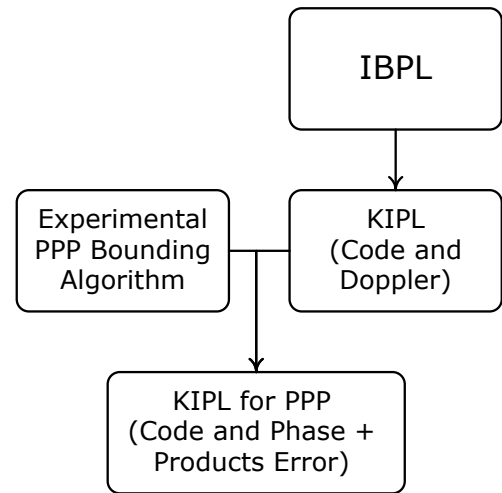 IBPL
Experimental
PPP Bounding
Algorithm
KIPL
(Code and
Doppler)
KIPL for PPP
(Code and Phase +
Products Error)